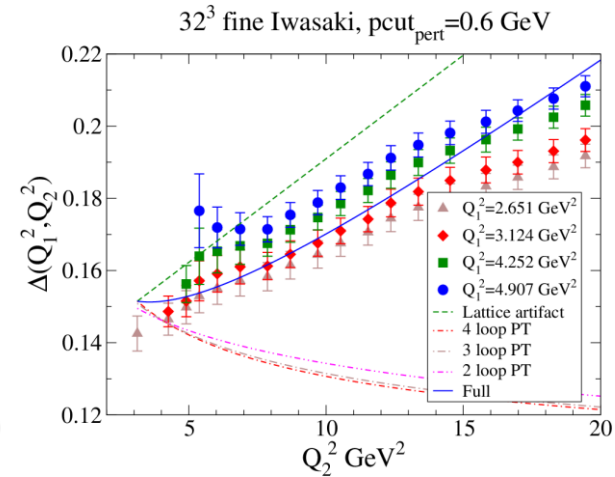 32³ fine Iwasaki, pcut_pert=0.6 GeV
0.22
0.2
0.18
0.16
0.14
0.12
Δ(Q₁²,Q₂²)
Q₁²=2.651 GeV²
Q₁²=3.124 GeV²
Q₁²=4.252 GeV²
Q₁²=4.907 GeV²
Lattice artifact
4 loop PT
3 loop PT
2 loop PT
Full
5 10 15 20
Q₂² GeV²